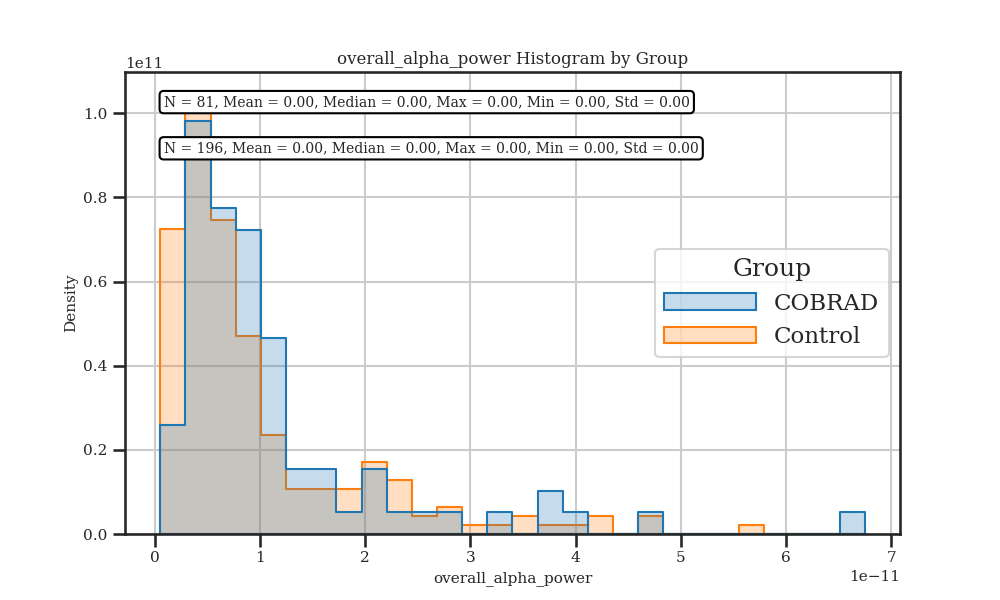 overall_alpha_power Histogram by Group
1e11
N = 81, Mean = 0.00, Median = 0.00, Max = 0.00, Min = 0.00, Std = 0.00
N = 196, Mean = 0.00, Median = 0.00, Max = 0.00, Min = 0.00, Std = 0.00
1.0
0.8
0.6
0.4
0.2
0.0
Density
Group
COBRAD
Control
0 1 2 3 4 5 6 7
1e−11
overall_alpha_power